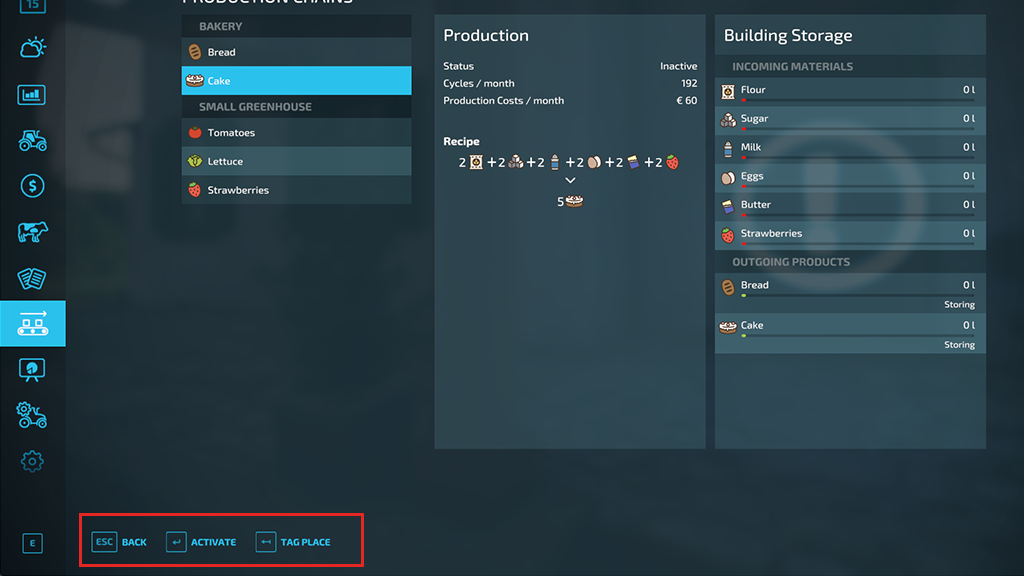 15
PRODUCTION CHAINS
BAKERY
Bread
Cake
SMALL GREENHOUSE
Tomatoes
Lettuce
Strawberries
Production
Status Inactive
Cycles / month 192
Production Costs / month € 60
Recipe
2 +2 +2 +2 +2 +2
5
Building Storage
INCOMING MATERIALS
Flour 0 l
Sugar 0 l
Milk 0 l
Eggs 0 l
Butter 0 l
Strawberries 0 l
OUTGOING PRODUCTS
Bread 0 l
Storing
Cake 0 l
Storing
E
ESC BACK ACTIVATE TAG PLACE